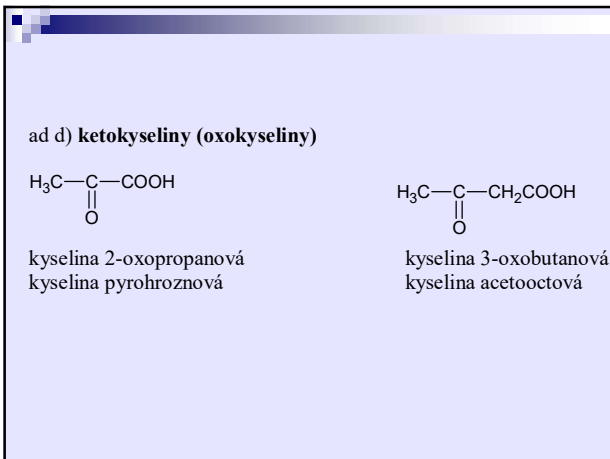 ad d) ketokyseliny (oxokyseliny)
H₃C—C—COOH
O
H₃C—C—CH₂COOH
O
kyselina 2-oxopropanová
kyselina pyrohroznová
kyselina 3-oxobutanová
kyselina acetooctová